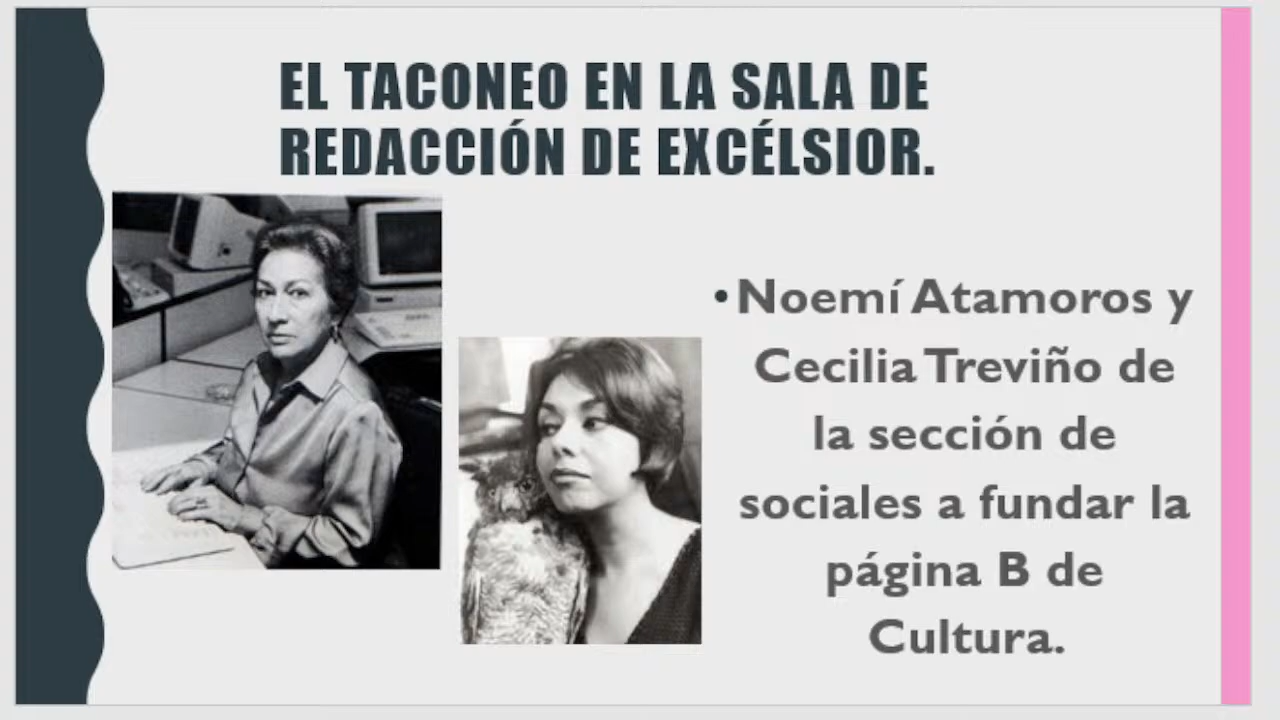 EL TACONEO EN LA SALA DE
REDACCIÓN DE EXCÉLSIOR.
• Noemí Atamoros y
Cecilia Treviño de
la sección de
sociales a fundar la
página B de
Cultura.